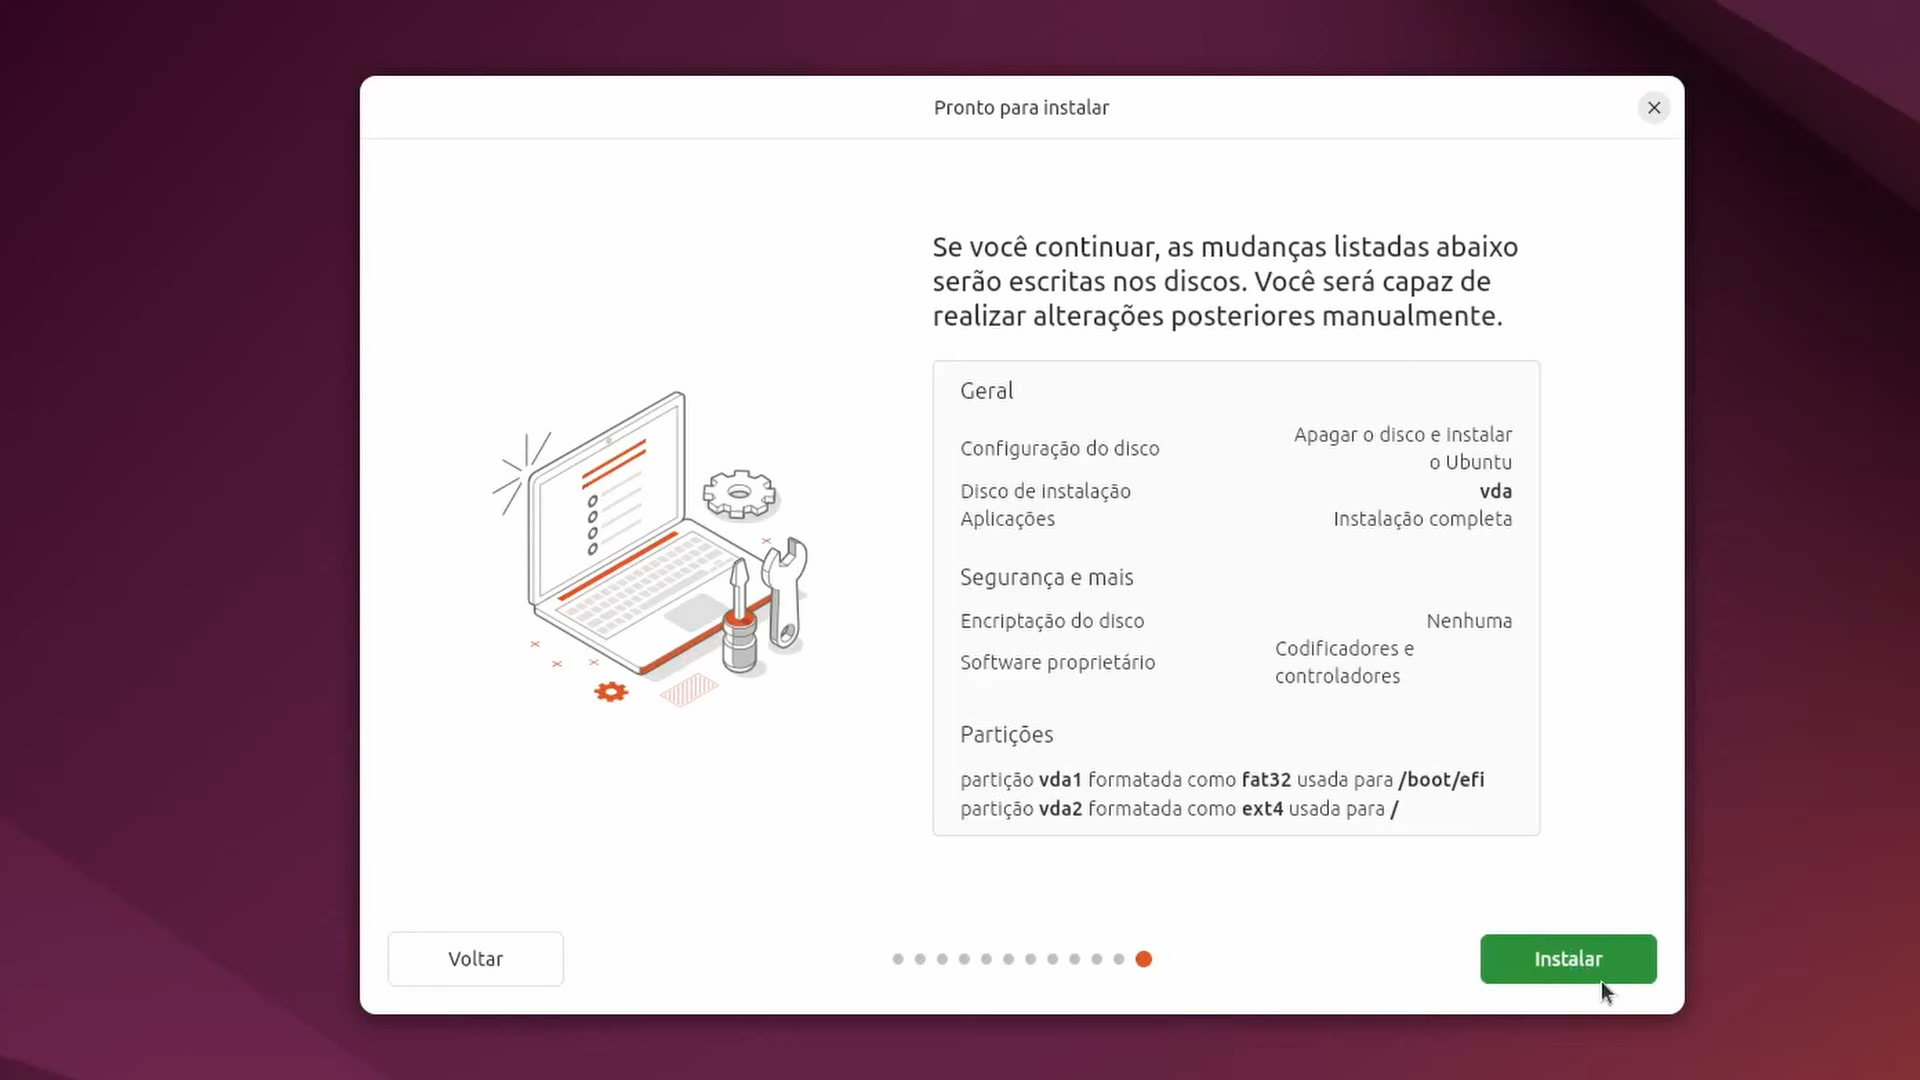 Pronto para instalar
Se você continuar, as mudanças listadas abaixo
serão escritas nos discos. Você será capaz de
realizar alterações posteriores manualmente.
Geral
Configuração do disco
Apagar o disco e instalar
o Ubuntu
Disco de instalação vda
Aplicações Instalação completa
Segurança e mais
Encriptação do disco Nenhuma
Software proprietário
Codificadores e
controladores
Partições
partição vda1 formatada como fat32 usada para /boot/efi
partição vda2 formatada como ext4 usada para /
Voltar
Instalar